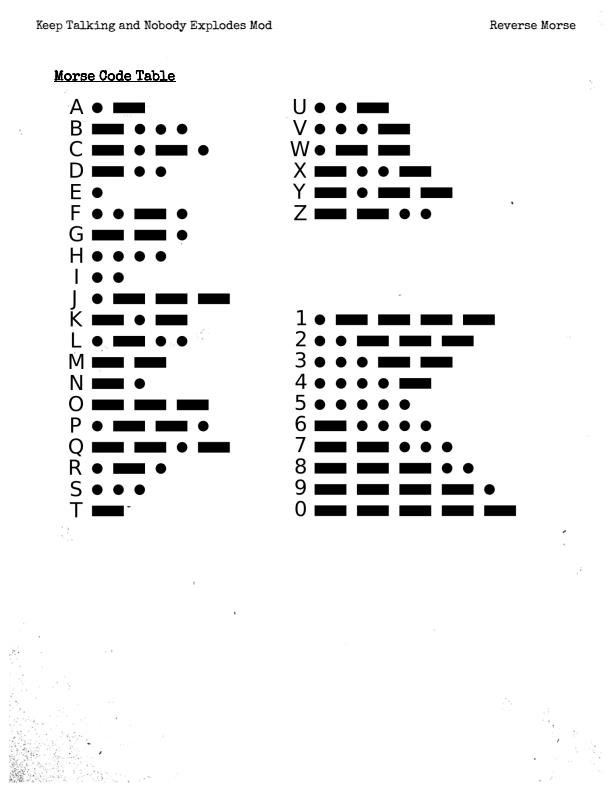 Keep Talking and Nobody Explodes Mod Reverse Morse
Morse Code Table
A
B
C
D
E
F
G
H
I
J
K
L
M
N
O
P
Q
R
S
T
U
V
W
X
Y
Z
1
2
3
4
5
6
7
8
9
0